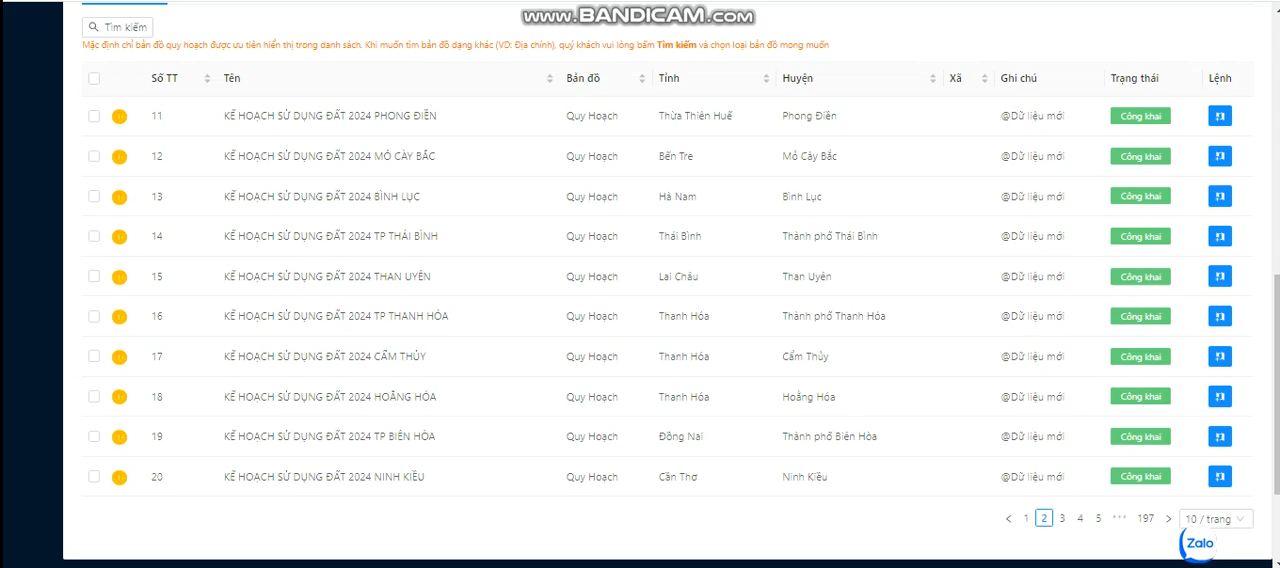 www.BANDICAM.com
Tìm kiếm
Mặc định chỉ bản đồ quy hoạch được ưu tiên hiển thị trong danh sách. Khi muốn tìm bản đồ dạng khác (VD: Địa chính), quý khách vui lòng bấm Tìm kiếm và chọn loại bản đồ mong muốn
Số TT Tên Bản đồ Tỉnh Huyện Xã Ghi chú Trạng thái Lệnh
11 KẾ HOẠCH SỬ DỤNG ĐẤT 2024 PHONG ĐIỀN Quy Hoạch Thừa Thiên Huế Phong Điền @Dữ liệu mới Công khai
12 KẾ HOẠCH SỬ DỤNG ĐẤT 2024 MỎ CÀY BẮC Quy Hoạch Bến Tre Mỏ Cày Bắc @Dữ liệu mới Công khai
13 KẾ HOẠCH SỬ DỤNG ĐẤT 2024 BÌNH LỤC Quy Hoạch Hà Nam Bình Lục @Dữ liệu mới Công khai
14 KẾ HOẠCH SỬ DỤNG ĐẤT 2024 TP THÁI BÌNH Quy Hoạch Thái Bình Thành phố Thái Bình @Dữ liệu mới Công khai
15 KẾ HOẠCH SỬ DỤNG ĐẤT 2024 THAN UYÊN Quy Hoạch Lai Châu Than Uyên @Dữ liệu mới Công khai
16 KẾ HOẠCH SỬ DỤNG ĐẤT 2024 TP THANH HÓA Quy Hoạch Thanh Hóa Thành phố Thanh Hóa @Dữ liệu mới Công khai
17 KẾ HOẠCH SỬ DỤNG ĐẤT 2024 CẨM THỦY Quy Hoạch Thanh Hóa Cẩm Thủy @Dữ liệu mới Công khai
18 KẾ HOẠCH SỬ DỤNG ĐẤT 2024 HOẰNG HÓA Quy Hoạch Thanh Hóa Hoằng Hóa @Dữ liệu mới Công khai
19 KẾ HOẠCH SỬ DỤNG ĐẤT 2024 TP BIÊN HÒA Quy Hoạch Đồng Nai Thành phố Biên Hòa @Dữ liệu mới Công khai
20 KẾ HOẠCH SỬ DỤNG ĐẤT 2024 NINH KIỀU Quy Hoạch Cần Thơ Ninh Kiều @Dữ liệu mới Công khai
< 1 2 3 4 5 ••• 197 > 10 / trang
Zalo